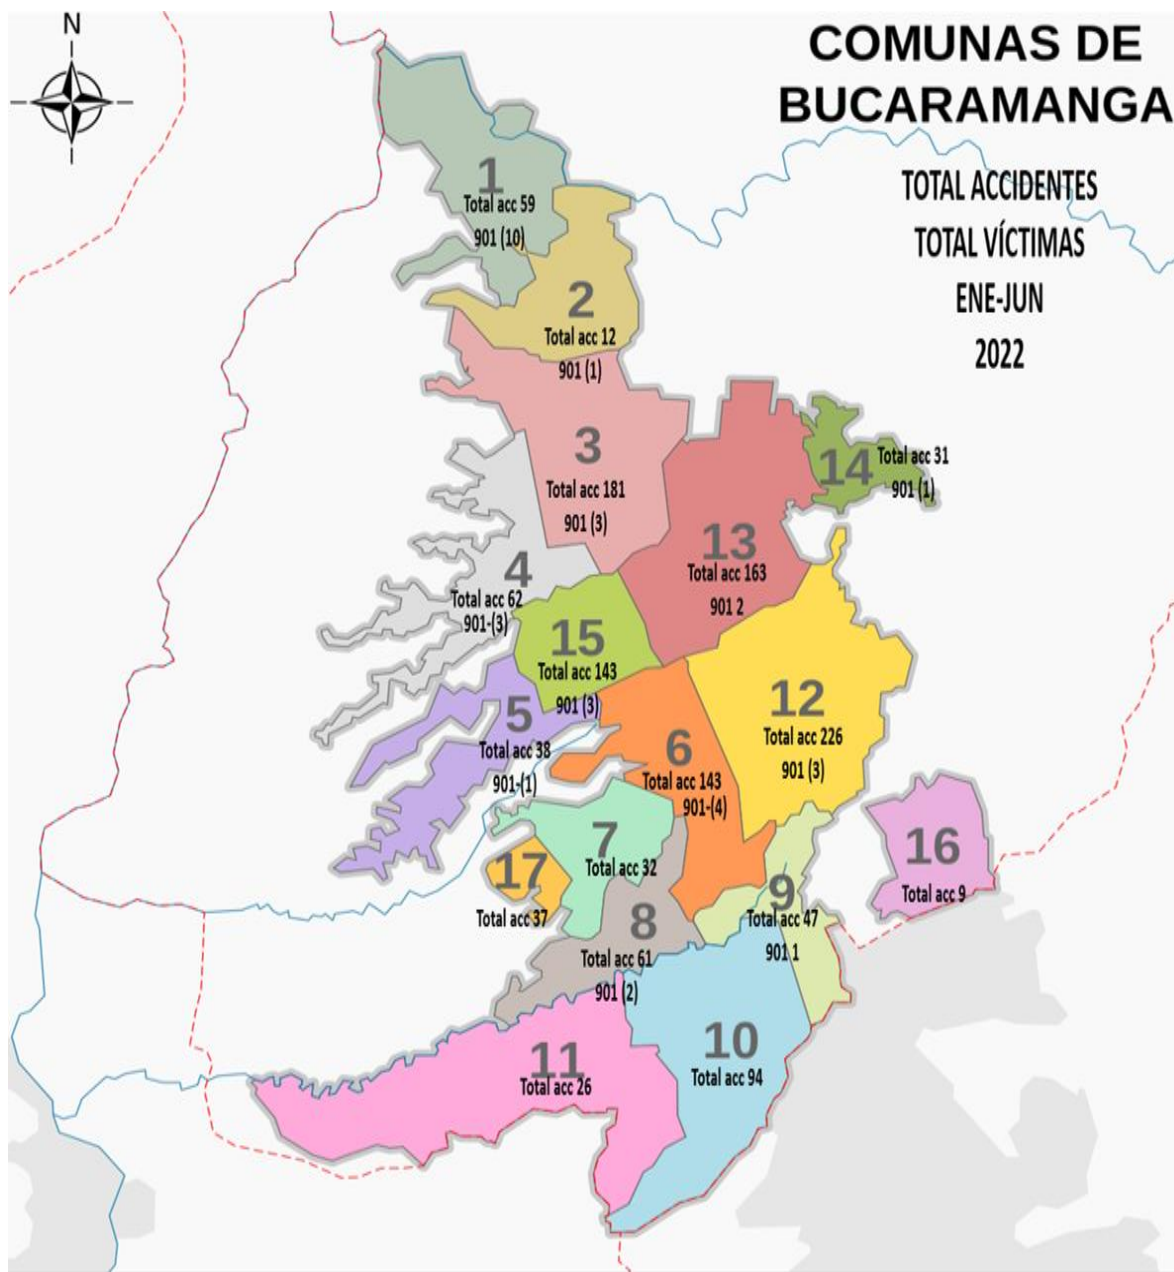 N
COMUNAS DE
BUCARAMANGA
TOTAL ACCIDENTES
TOTAL VÍCTIMAS
ENE-JUN
2022
1
Total acc 59
901 (10)
2
Total acc 12
901 (1)
3
Total acc 181
901 (3)
14
Total acc 31
901 (1)
13
Total acc 163
901 2
4
Total acc 62
901-(3)
15
Total acc 143
901 (3)
5
Total acc 38
901-(1)
12
Total acc 226
901 (3)
6
Total acc 143
901-(4)
7
Total acc 32
17
Total acc 37
16
Total acc 9
9
Total acc 47
901 1
8
Total acc 61
901 (2)
10
Total acc 94
11
Total acc 26